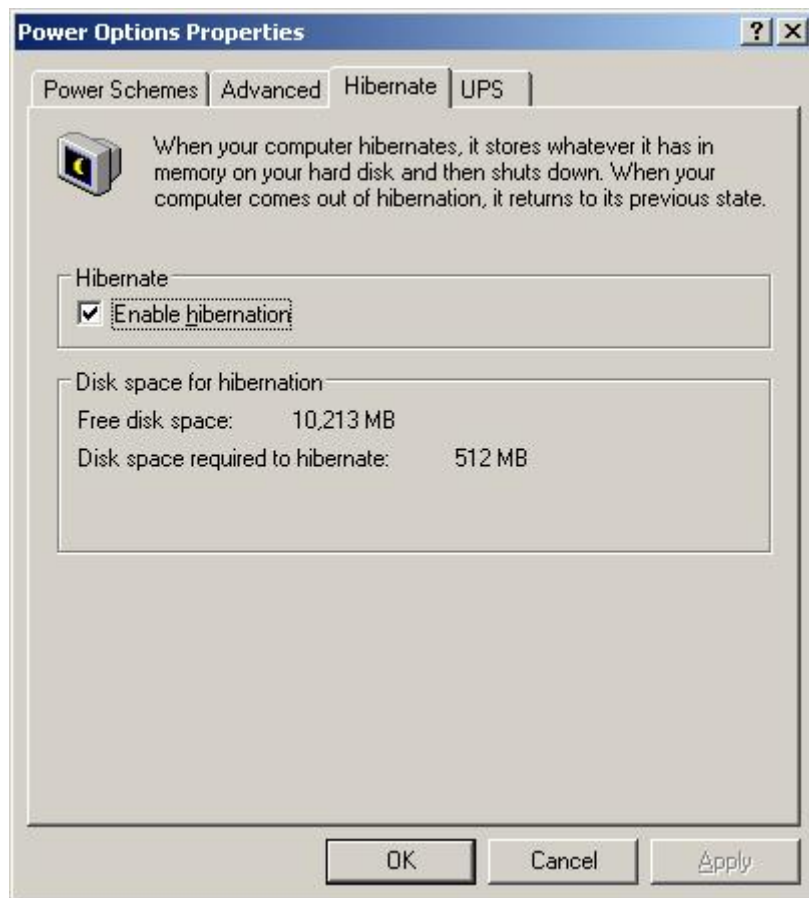 Power Options Properties
Power Schemes Advanced Hibernate UPS
When your computer hibernates, it stores whatever it has in
memory on your hard disk and then shuts down. When your
computer comes out of hibernation, it returns to its previous state.
Hibernate
Enable hibernation
Disk space for hibernation
Free disk space: 10,213 MB
Disk space required to hibernate: 512 MB
OK Cancel Apply